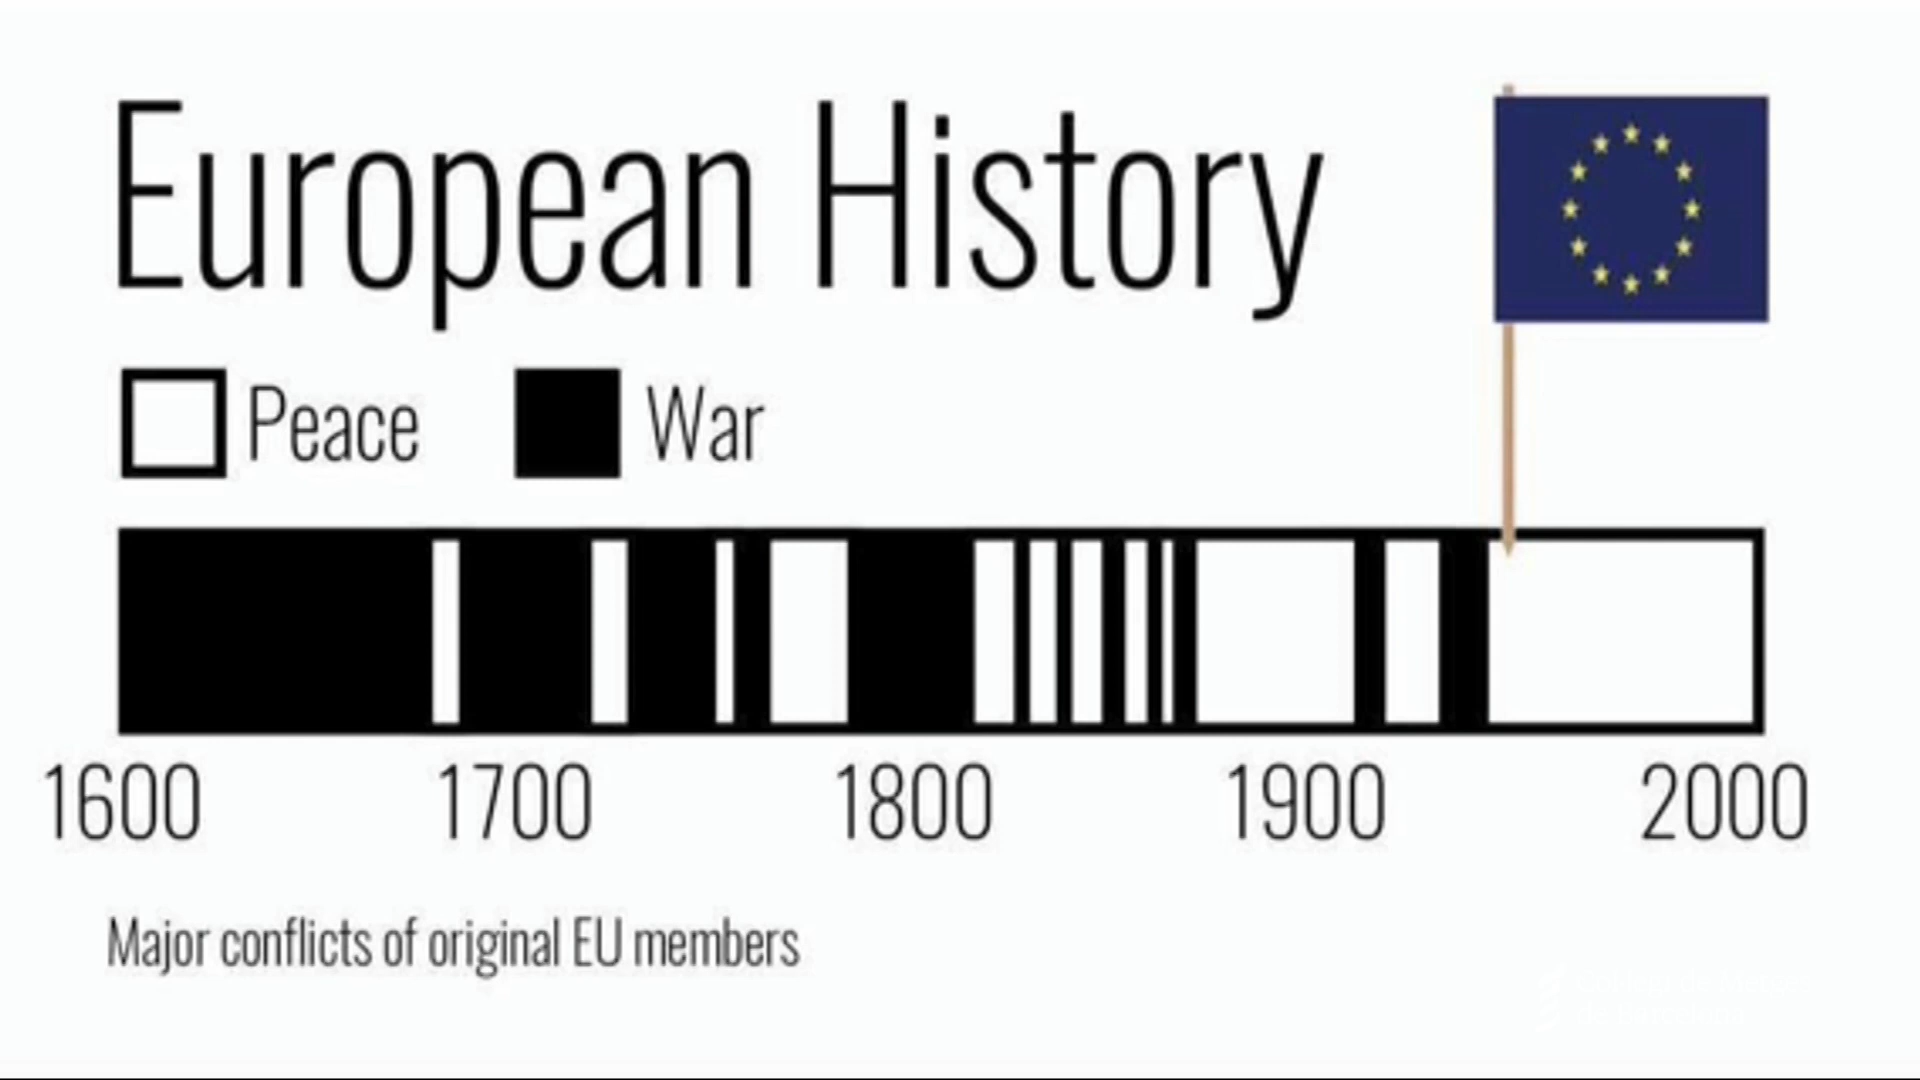 European History
Peace War
1600 1700 1800 1900 2000
Major conflicts of original EU members